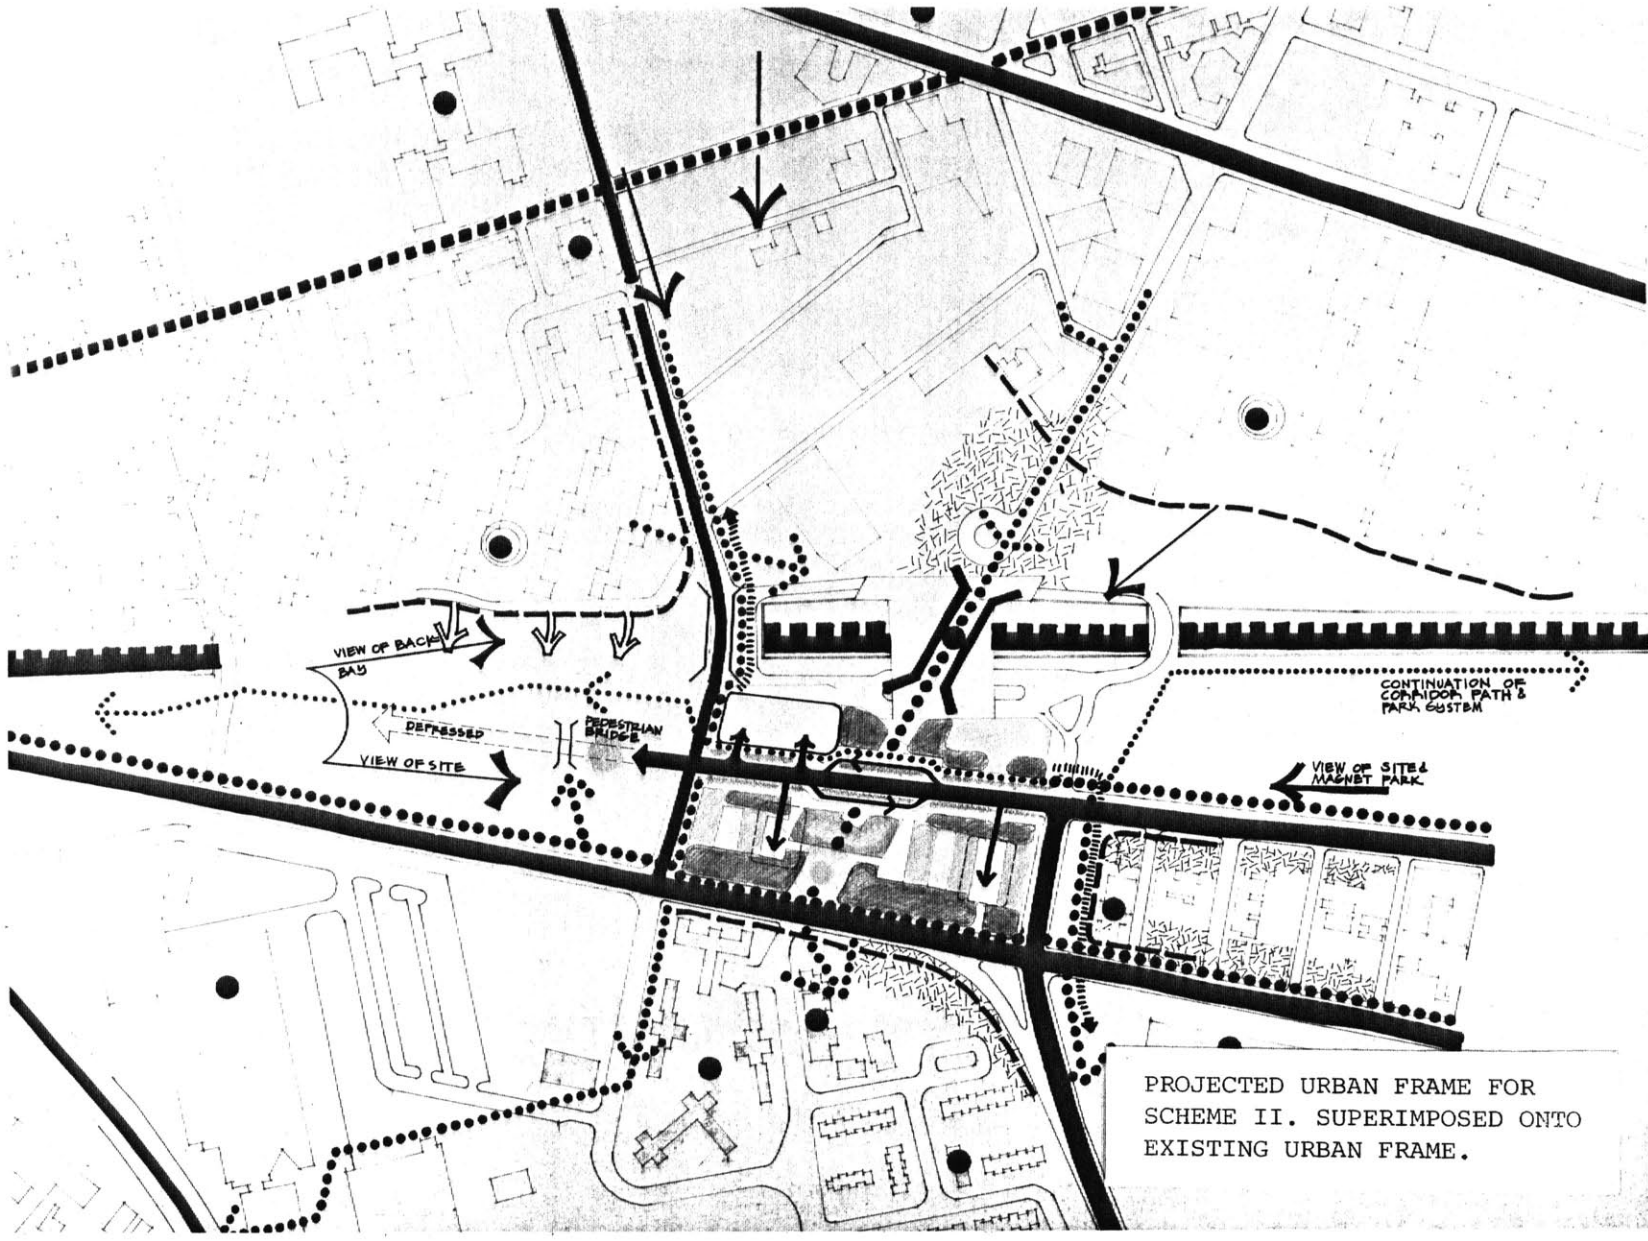 VIEW OF BACK
BAY
DEPRESSED
PEDESTRIAN
BRIDGE
VIEW OF SITE
CONTINUATION OF
CORRIDOR PATH &
PARK SYSTEM
VIEW OF SITE &
MAGNET PARK
PROJECTED URBAN FRAME FOR
SCHEME II. SUPERIMPOSED ONTO
EXISTING URBAN FRAME.